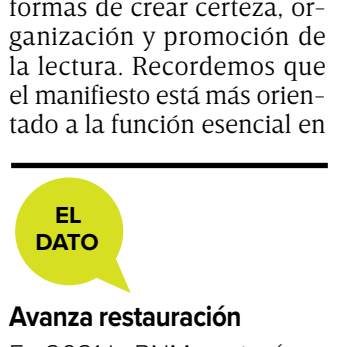 formas de crear certeza, or-
ganización y promoción de
la lectura. Recordemos que
el manifiesto está más orien-
tado a la función esencial en
EL
DATO
Avanza restauración